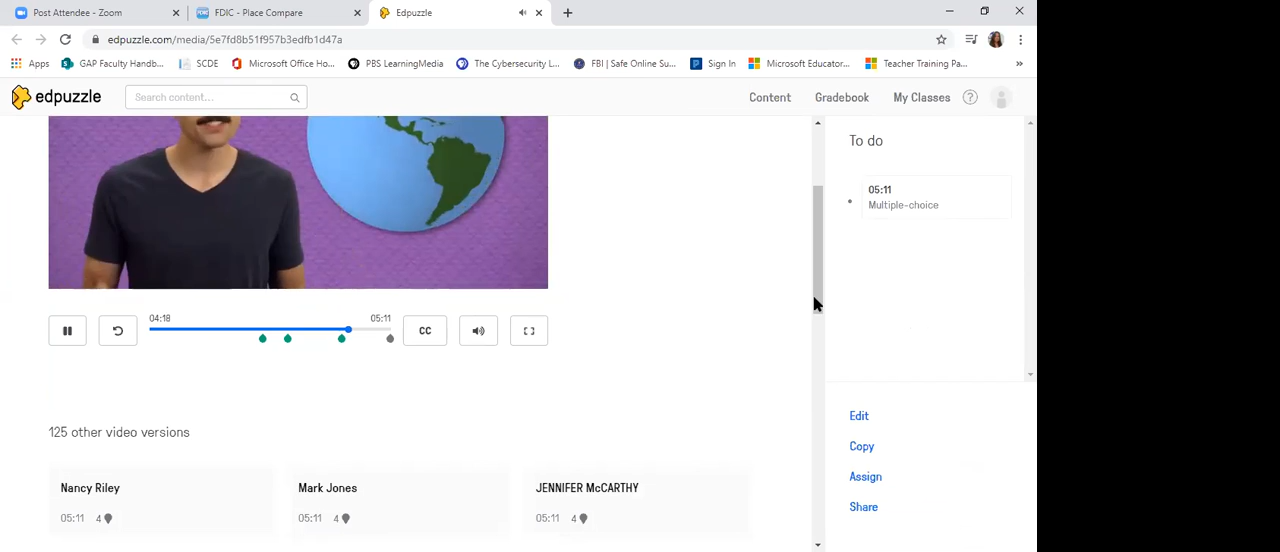 Post Attendee - Zoom
FDIC - Place Compare
Edpuzzle
edpuzzle.com/media/5e7fd8b51f957b3edfb1d47a
Apps
GAP Faculty Handb...
SCDE
Microsoft Office Ho...
PBS LearningMedia
The Cybersecurity L...
FBI | Safe Online Su...
Sign In
Microsoft Educator...
Teacher Training Pa...
»
edpuzzle
Search content...
Content
Gradebook
My Classes
?
To do
05:11
Multiple-choice
04:18
05:11
CC
Edit
Copy
Assign
Share
125 other video versions
Nancy Riley
05:11 4
Mark Jones
05:11 4
JENNIFER McCARTHY
05:11 4